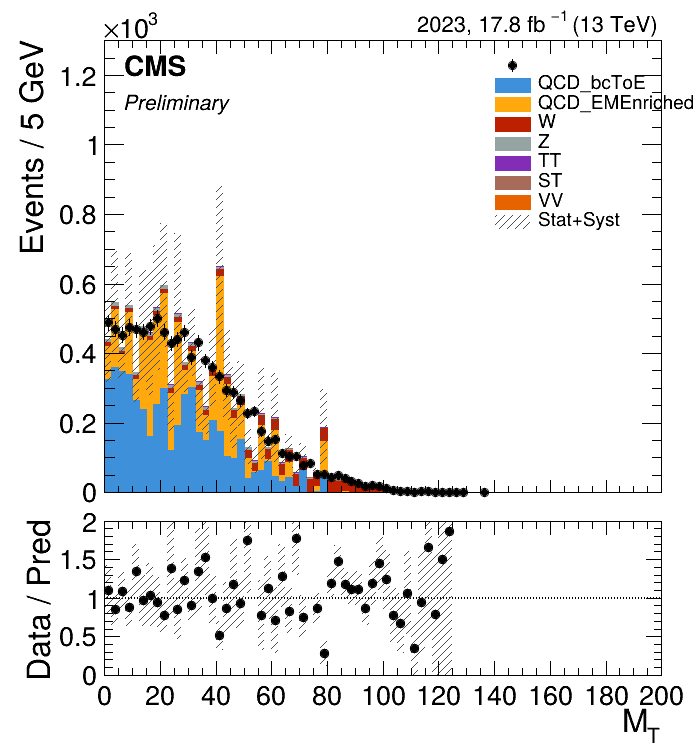 ×10³
2023, 17.8 fb⁻¹ (13 TeV)
CMS
Preliminary
QCD_bcToE
QCD_EMEnrighed
W
Z
TT
ST
VV
Stat+Syst
Events / 5 GeV
1.2
1
0.8
0.6
0.4
0.2
0
Data / Pred
2
1.5
1
0.5
0
0 20 40 60 80 100 120 140 160 180 200
M_T